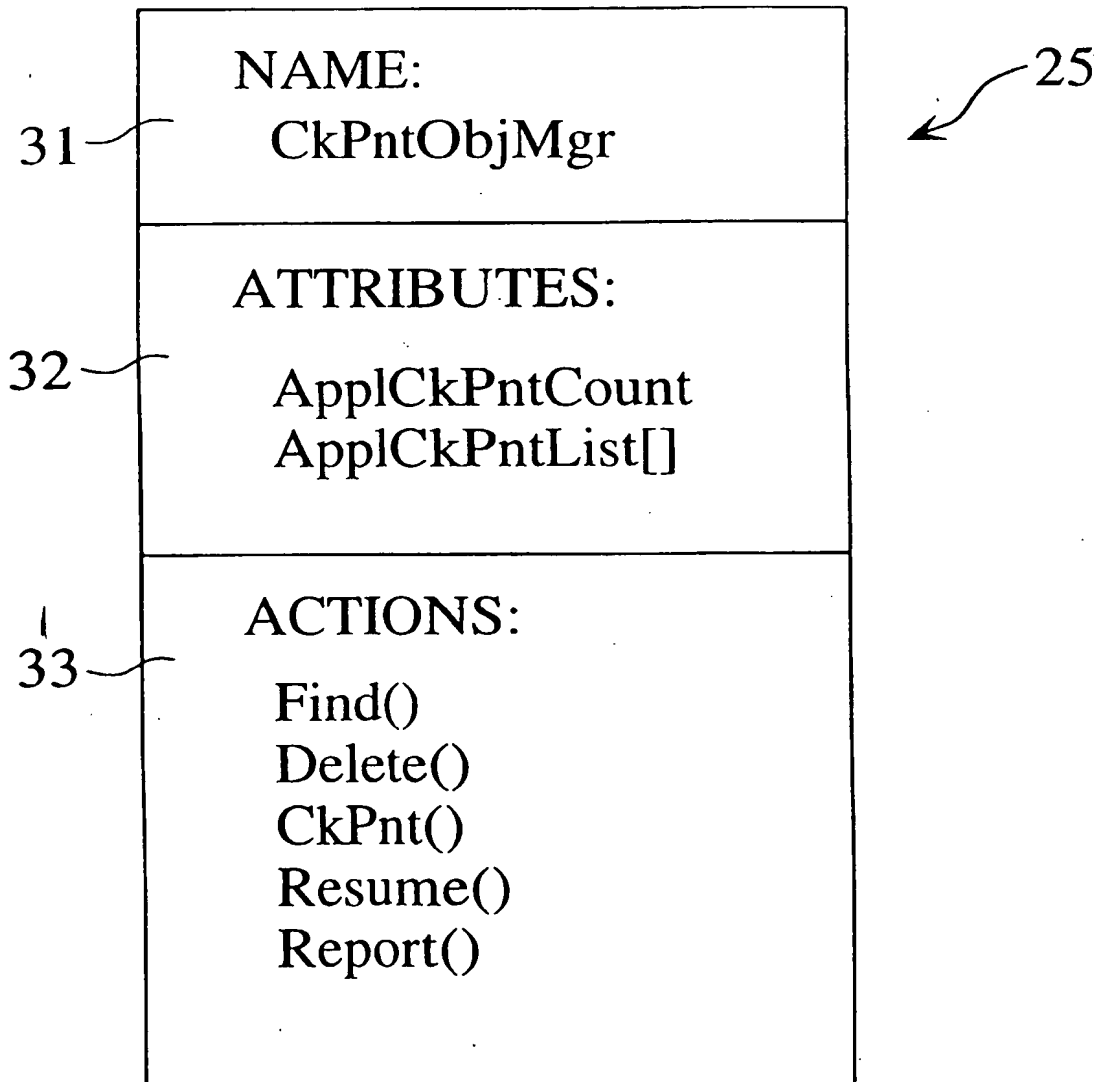 NAME:
25
31
CkPntObjMgr
ATTRIBUTES:
32
ApplCkPntCount
ApplCkPntList[]
ACTIONS:
33
Find()
Delete()
CkPnt()
Resume()
Report()